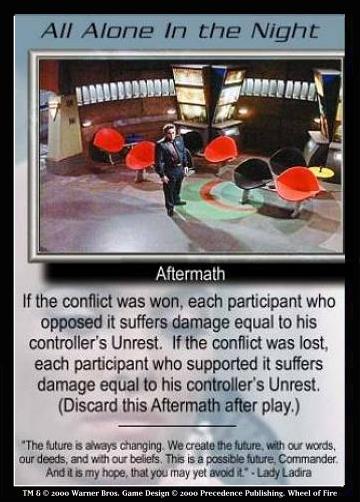 All Alone In the Night
Aftermath
If the conflict was won, each participant who
opposed it suffers damage equal to his
controller's Unrest. If the conflict was lost,
each participant who supported it suffers
damage equal to his controller's Unrest.
(Discard this Aftermath after play.)
"The future is always changing. We create the future, with our words,
our deeds, and with our beliefs. This is a possible future, Commander.
And it is my hope, that you may yet avoid it." - Lady Ladira
TM & © 2000 Warner Bros. Game Design © 2000 Precedence Publishing. Wheel of Fire